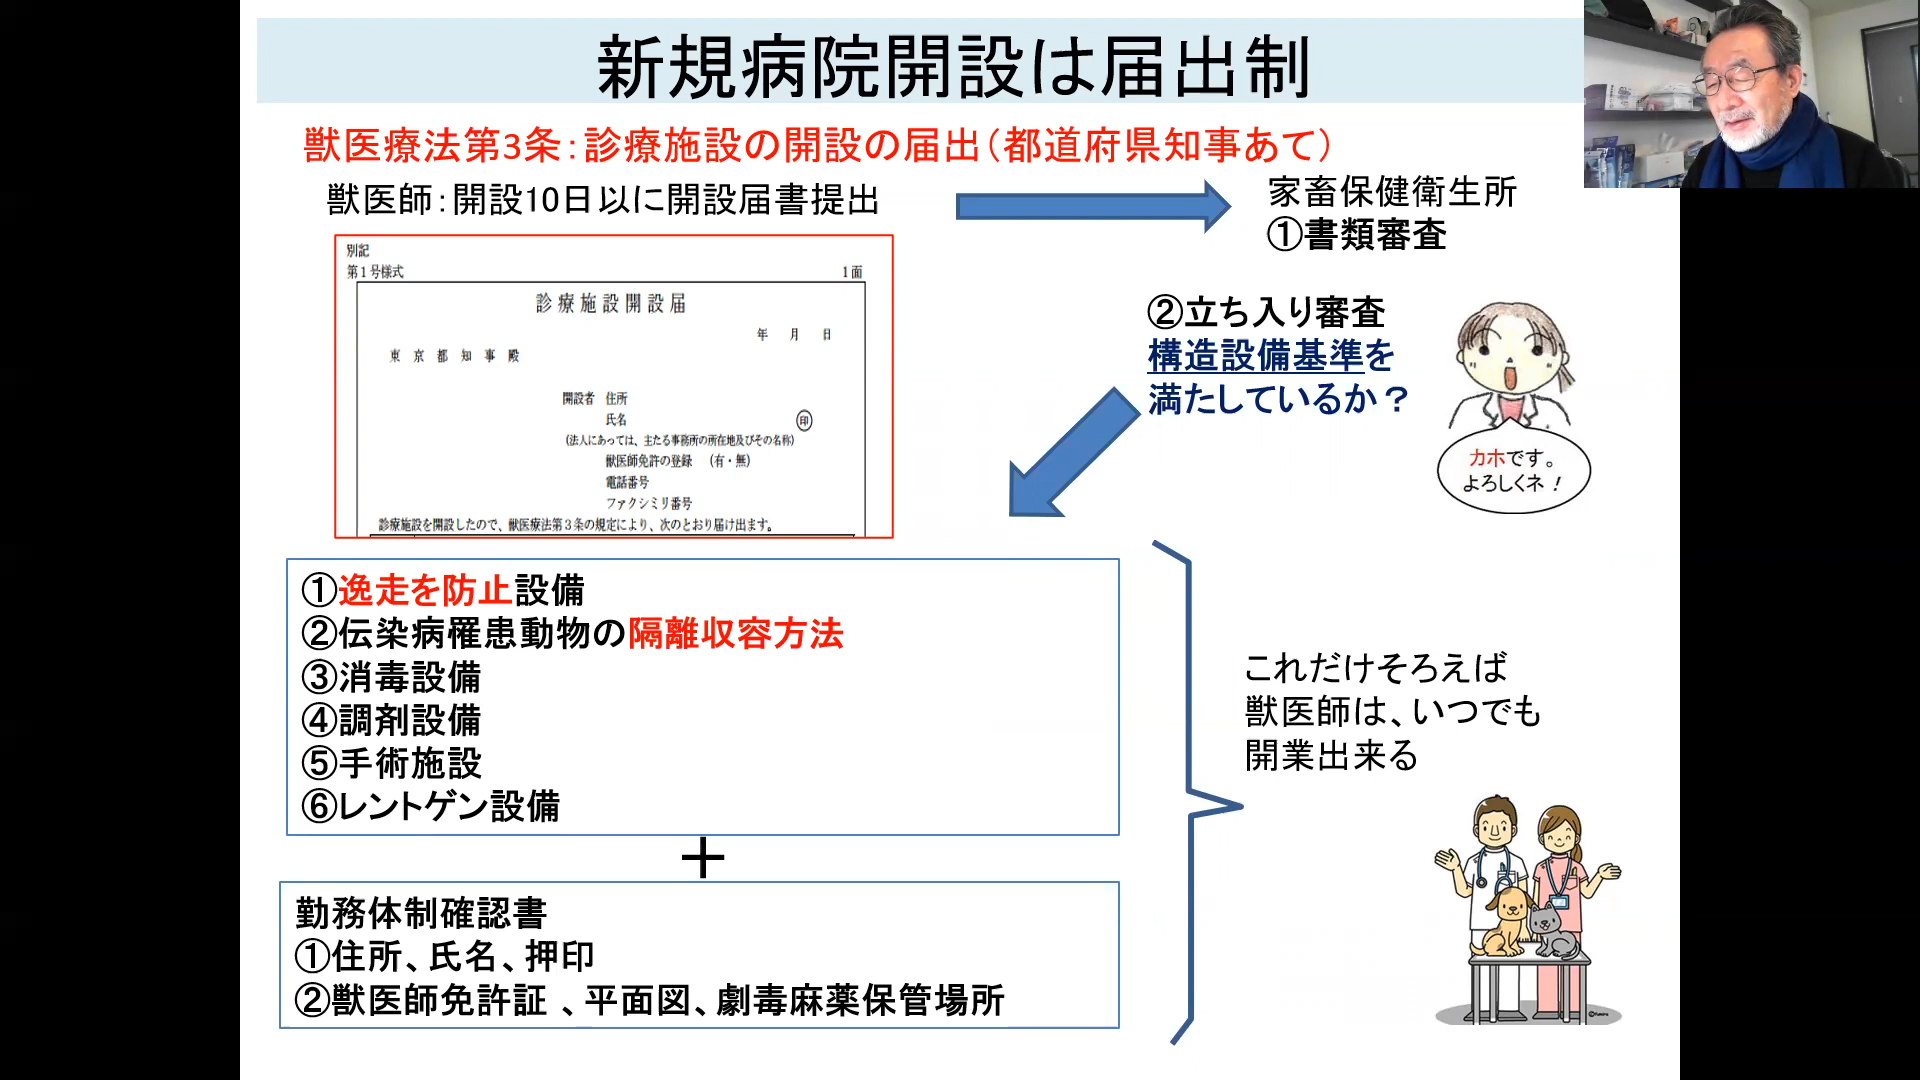 新規病院開設は届出制
獣医療法第3条：診療施設の開設の届出（都道府県知事あて）
獣医師：開設10日以に開設届書提出
家畜保健衛生所
①書類審査
別記
第１号様式
１面
診療施設開設届
年　月　日
東京都知事殿
開設者　住所
氏名
印
（法人にあっては、主たる事務所の所在地及びその名称）
獣医師免許の登録　（有・無）
電話番号
ファクシミリ番号
診療施設を開設したので、獣医療法第３条の規定により、次のとおり届け出ます。
②立ち入り審査
構造設備基準を
満たしているか？
カホです。
よろしくネ！
①逸走を防止設備
②伝染病罹患動物の隔離収容方法
③消毒設備
④調剤設備
⑤手術施設
⑥レントゲン設備
＋
勤務体制確認書
①住所、氏名、押印
②獣医師免許証 、平面図、劇毒麻薬保管場所
これだけそろえば
獣医師は、いつでも
開業出来る